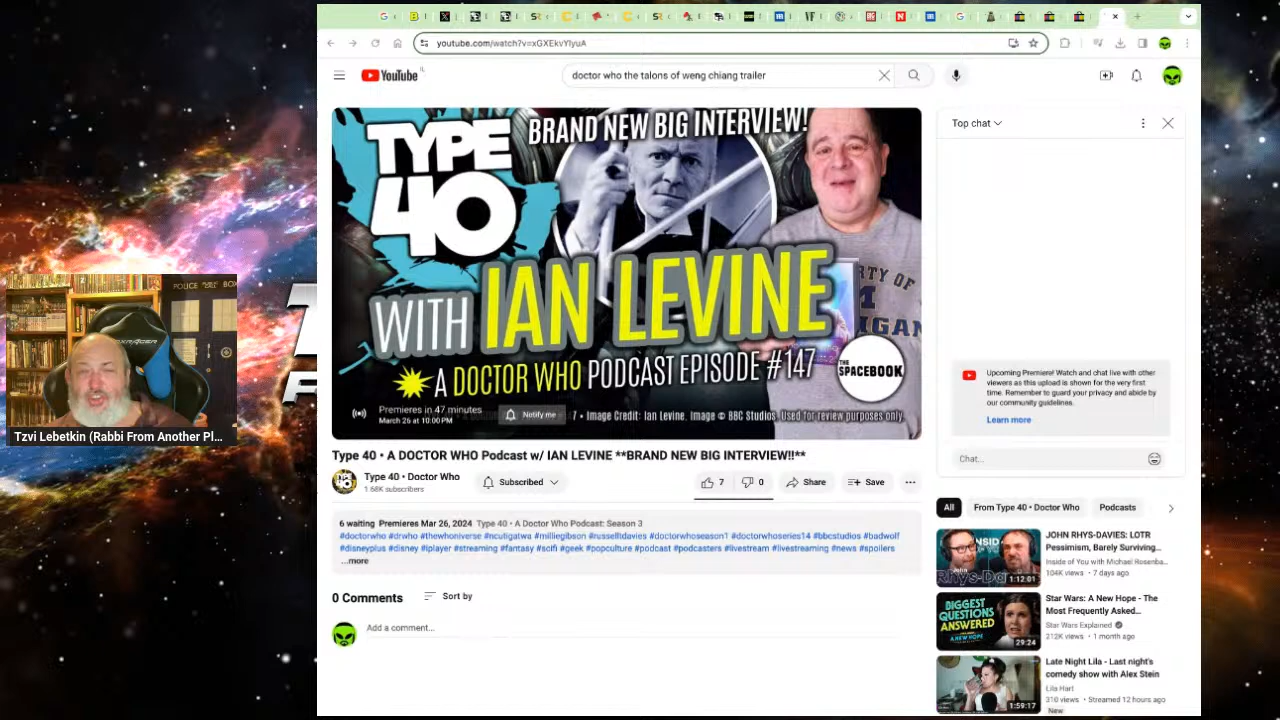 youtube.com/watch?v=xGXEkvYlyuA
YouTube
IL
doctor who the talons of weng chiang trailer
TYPE
40
BRAND NEW BIG INTERVIEW!
WITH IAN LEVINE
A DOCTOR WHO PODCAST EPISODE #147
THE
SPACEBOOK
Premieres in 47 minutes
March 26 at 10:00 PM
Notify me
7 • Image Credit: Ian Levine. Image © BBC Studios. Used for review purposes only.
Top chat
Upcoming Premiere! Watch and chat live with other
viewers as this upload is shown for the very first
time. Remember to guard your privacy and abide by
our community guidelines.
Learn more
Chat...
Type 40 • A DOCTOR WHO Podcast w/ IAN LEVINE **BRAND NEW BIG INTERVIEW!!**
Type 40 • Doctor Who
1.68K subscribers
Subscribed
7
0
Share
Save
6 waiting Premieres Mar 26, 2024 Type 40 • A Doctor Who Podcast: Season 3
#doctorwho #drwho #thewhoniverse #ncutigatwa #milliegibson #russelltdavies #doctorwhoseason1 #doctorwhoseries14 #bbcstudios #badwolf
#disneyplus #disney #iplayer #streaming #fantasy #scifi #geek #popculture #podcast #podcasters #livestream #livestreaming #news #spoilers
...more
0 Comments
Sort by
Add a comment...
All
From Type 40 • Doctor Who
Podcasts
JOHN RHYS-DAVIES: LOTR
Pessimism, Barely Surviving...
Inside of You with Michael Rosenba...
104K views • 7 days ago
1:12:01
BIGGEST
QUESTIONS
ANSWERED
29:24
Star Wars: A New Hope - The
Most Frequently Asked...
Star Wars Explained
212K views • 1 month ago
Late Night Lila - Last night's
comedy show with Alex Stein
Lila Hart
310 views • Streamed 12 hours ago
New
1:59:17
POLICE
BOX
Tzvi Lebetkin (Rabbi From Another Pl...